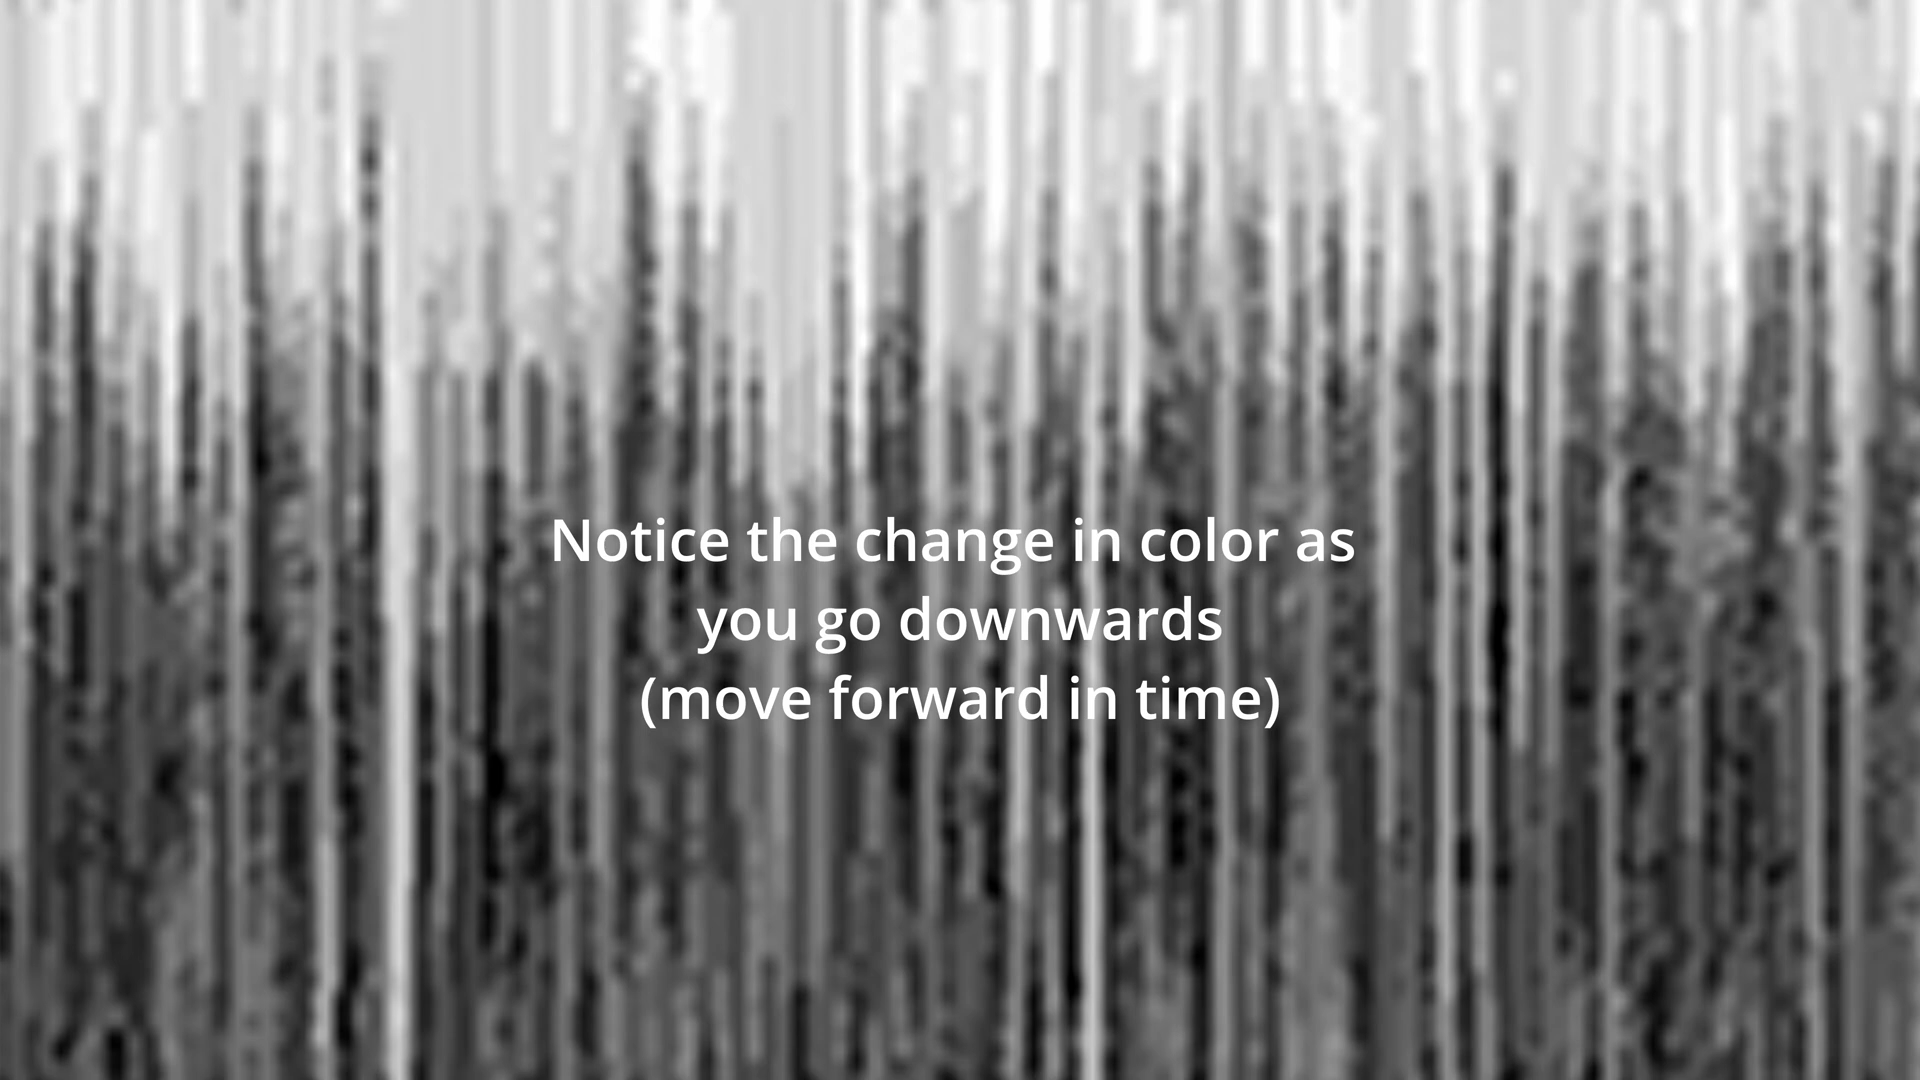 Notice the change in color as
you go downwards
(move forward in time)